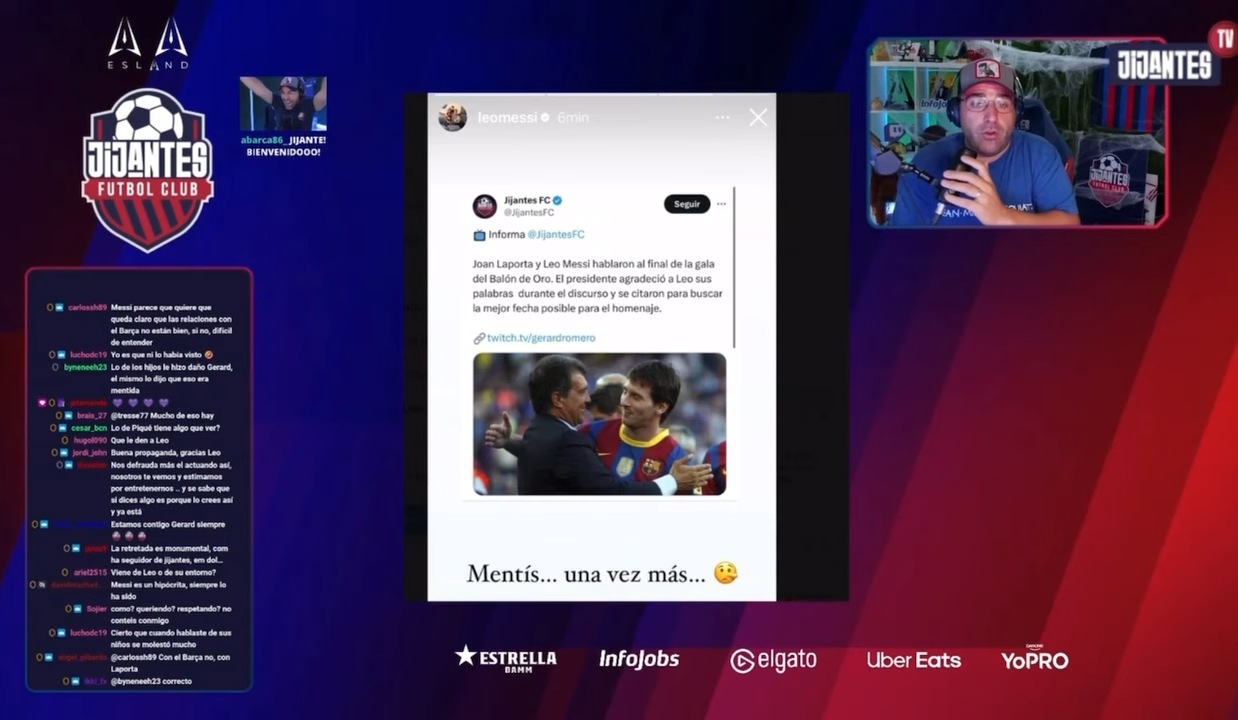 ESLAND
JIJANTES
FUTBOL CLUB
abarca86_ JIJANTE!
BIENVENIDOOO!
carlossh89 Messi parece que quiere que
queda claro que las relaciones con
el Barça no están bien, si no, difícil
de entender
luchodc19 Yo es que ni lo había visto
byneneeh23 Lo de los hijos le hizo daño Gerard,
el mismo lo dijo que eso era
mentida
brais_27 @tresse77 Mucho de eso hay
cesar_bcn Lo de Piqué tiene algo que ver?
hugol090 Que le den a Leo
jordi_john Buena propaganda, gracias Leo
Nos defrauda más el actuando así,
nosotros te vemos y estimamos
por entretenernos .. y se sabe que
si dices algo es porque lo crees así
y ya está
Estamos contigo Gerard siempre
La retretada es monumental, com
ha seguidor de jijantes, em dol...
ariel2515 Viene de Leo o de su entorno?
Messi es un hipócrita, siempre lo
ha sido
Sojier como? queriendo? respetando? no
conteis conmigo
luchodc19 Cierto que cuando hablaste de sus
niños se molestó mucho
@carlossh89 Con el Barça no, con
Laporta
@byneneeh23 correcto
leomessi 6min
Jijantes FC
@JijantesFC
Seguir
Informa @JijantesFC
Joan Laporta y Leo Messi hablaron al final de la gala
del Balón de Oro. El presidente agradeció a Leo sus
palabras durante el discurso y se citaron para buscar
la mejor fecha posible para el homenaje.
twitch.tv/gerardromero
Mentís... una vez más... 🤥
JIJANTES
TV
InfoJobs
ESTRELLA
DAMM
InfoJobs
elgato
Uber Eats
DANONE
YoPRO